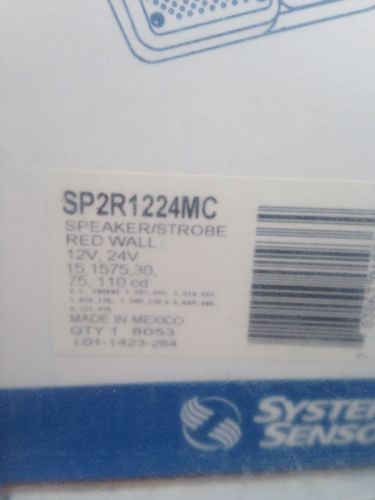 SP2R1224MC
SPEAKER/STROBE
RED WALL
12V, 24V
15,1575,30,
75, 110 cd
MADE IN MEXICO
QTY 1 8053
L01-1423-264
SYSTEM
SENSO